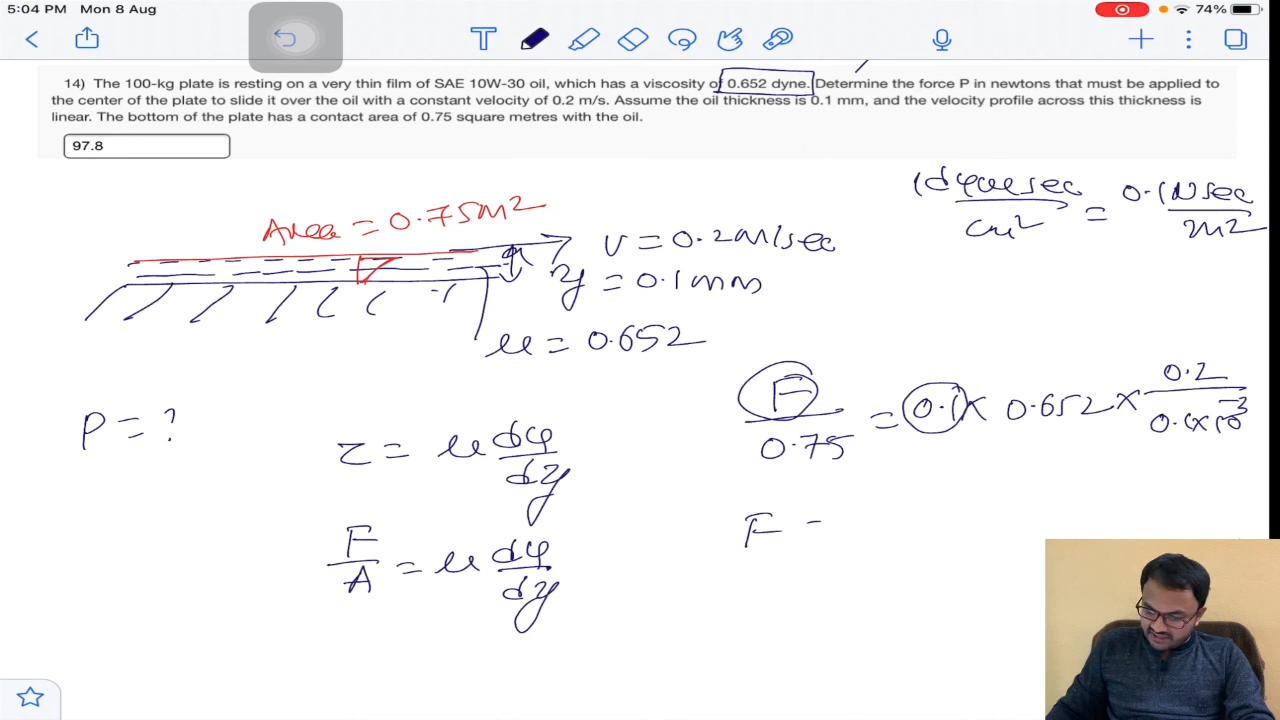 5:04 PM Mon 8 Aug
74%
14) The 100-kg plate is resting on a very thin film of SAE 10W-30 oil, which has a viscosity of 0.652 dyne. Determine the force P in newtons that must be applied to
the center of the plate to slide it over the oil with a constant velocity of 0.2 m/s. Assume the oil thickness is 0.1 mm, and the velocity profile across this thickness is
linear. The bottom of the plate has a contact area of 0.75 square metres with the oil.
97.8
1 dyne sec / cm² = 0.1 N sec / m²
Area = 0.75m²
v = 0.2 m/sec
y = 0.1mm
μ = 0.652
P = ?
τ = μ dφ/dy
F/A = μ dφ/dy
F/0.75 = 0.1 × 0.652 × 0.2 / 0.1×10⁻³
F -